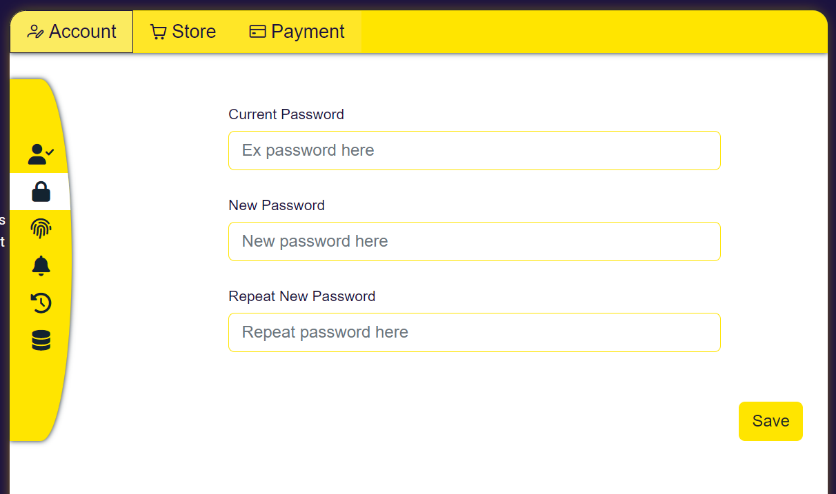 Account
Store
Payment
Current Password
Ex password here
New Password
New password here
Repeat New Password
Repeat password here
s
t
Save